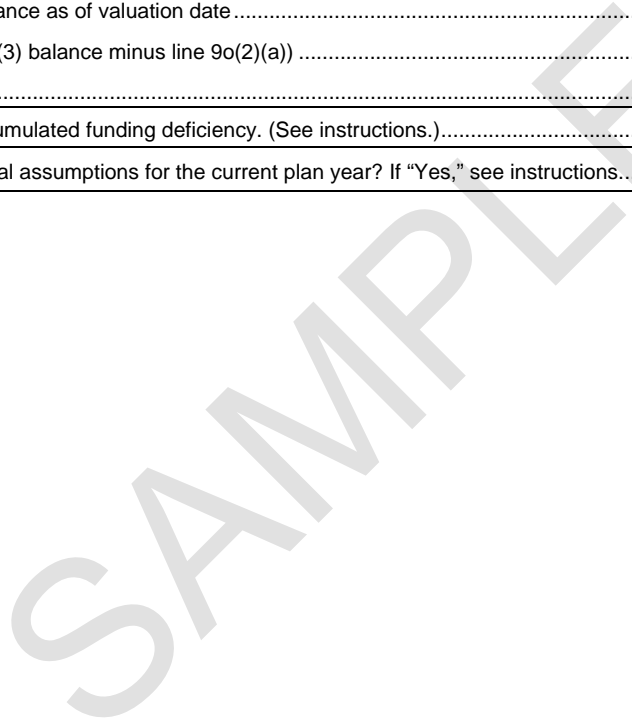 ance as of valuation date
(3) balance minus line 9o(2)(a))
umulated funding deficiency. (See instructions.)
al assumptions for the current plan year? If “Yes,” see instructions..
SAMPLE